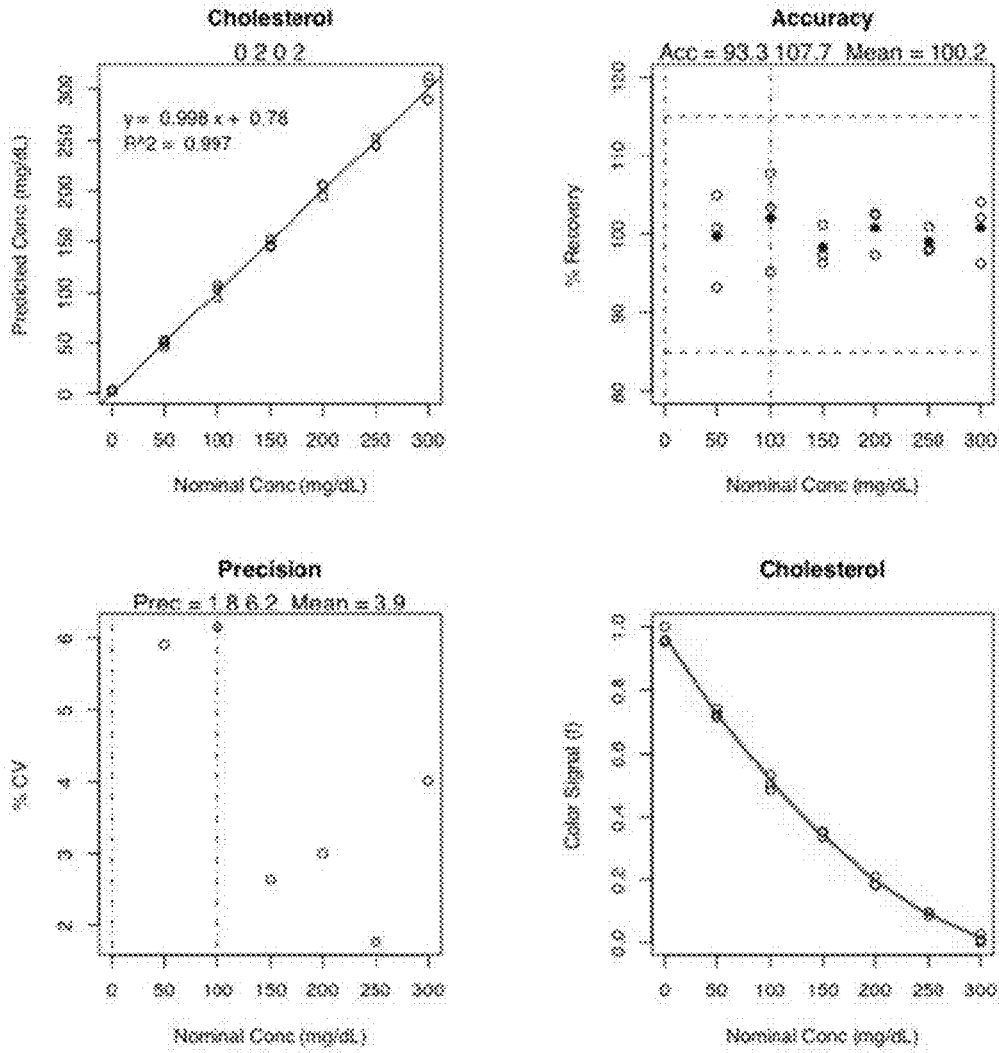 Cholesterol
0 2 0 2
y = 0.998 x + 0.78
R^2 = 0.997
Predicted Conc (mg/dL)
300
250
200
150
100
50
0
0 50 100 150 200 250 300
Nominal Conc (mg/dL)
Accuracy
Acc = 93.3 107.7 Mean = 100.2
% Recovery
120
110
100
90
80
0 50 100 150 200 250 300
Nominal Conc (mg/dL)
Precision
Prec = 1.8 6.2 Mean = 3.9
% CV
6
5
4
3
2
0 50 100 150 200 250 300
Nominal Conc (mg/dL)
Cholesterol
Color Signal (f)
1.0
0.8
0.6
0.4
0.2
0.0
0 50 100 150 200 250 300
Nominal Conc (mg/dL)